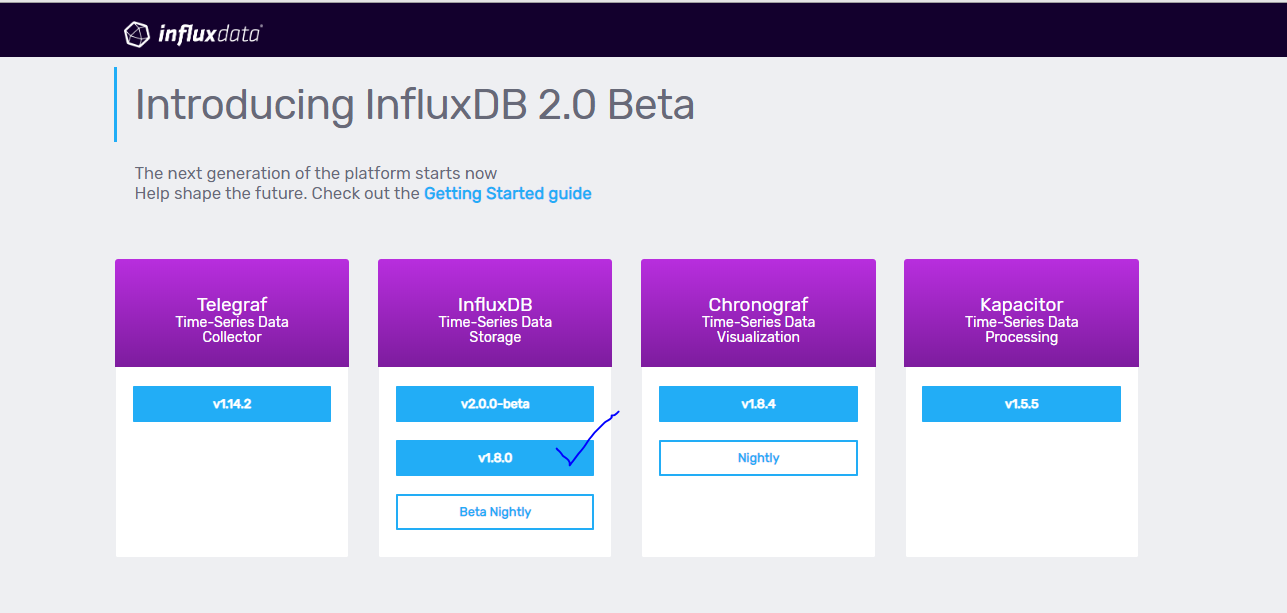 influxdata
Introducing InfluxDB 2.0 Beta
The next generation of the platform starts now
Help shape the future. Check out the Getting Started guide
Telegraf
Time-Series Data
Collector
v1.14.2
InfluxDB
Time-Series Data
Storage
v2.0.0-beta
v1.8.0
Beta Nightly
Chronograf
Time-Series Data
Visualization
v1.8.4
Nightly
Kapacitor
Time-Series Data
Processing
v1.5.5